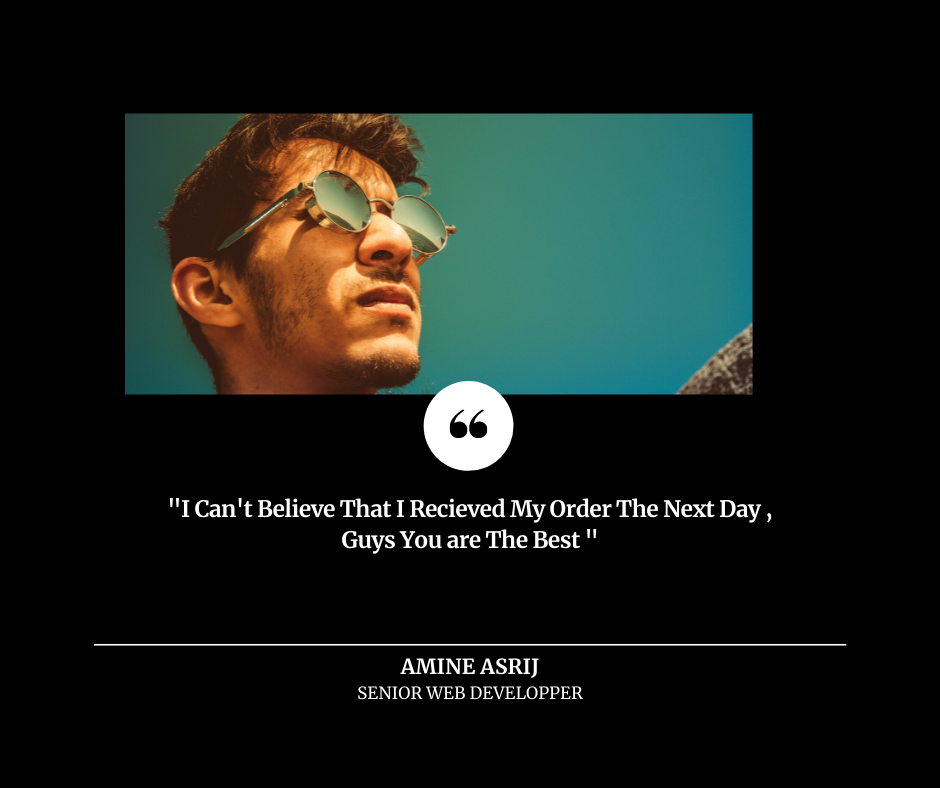 "I Can't Believe That I Recieved My Order The Next Day ,
Guys You are The Best "
AMINE ASRIJ
SENIOR WEB DEVELOPPER